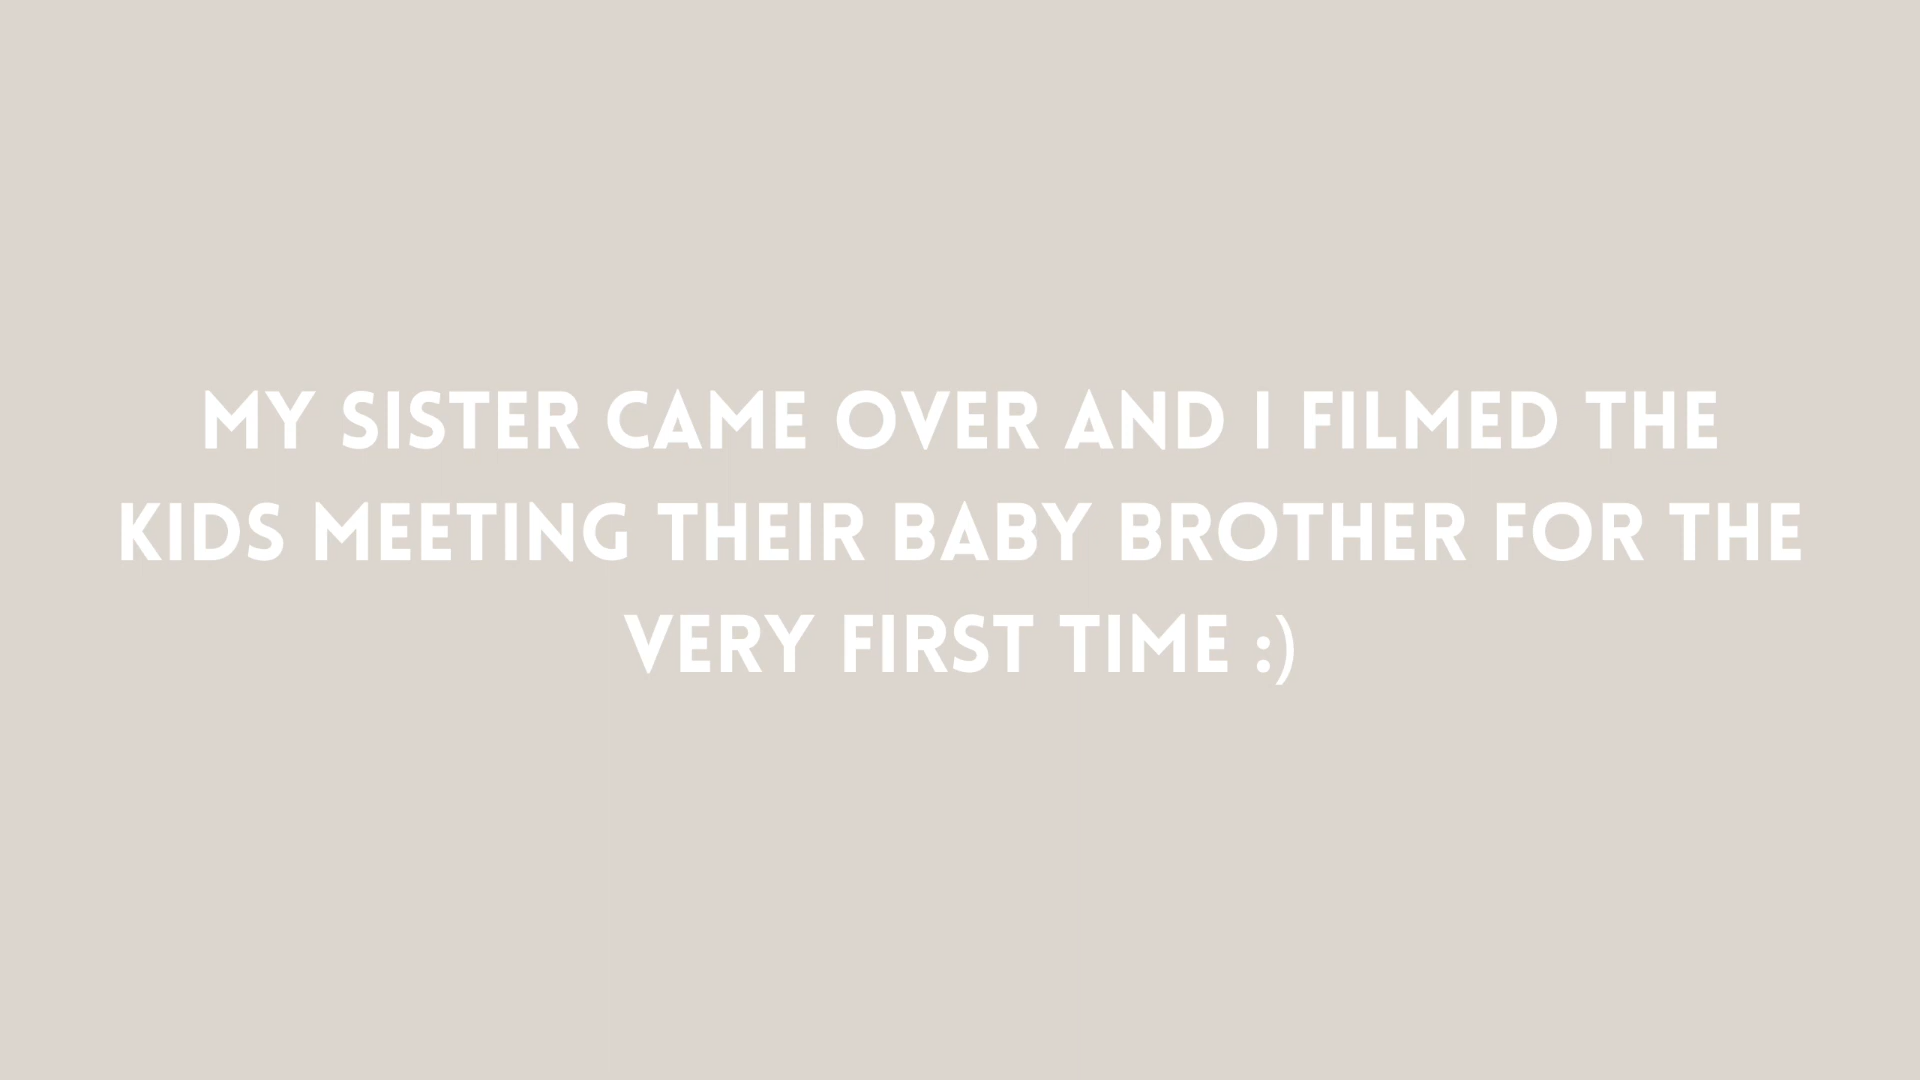 MY SISTER CAME OVER AND I FILMED THE
KIDS MEETING THEIR BABY BROTHER FOR THE
VERY FIRST TIME :)